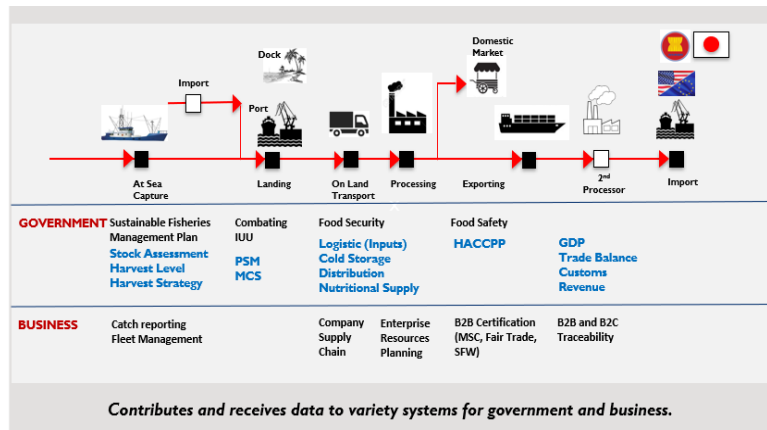 Domestic
Market
Dock
Import
Port
At Sea
Capture
Landing
On Land
Transport
Processing
Exporting
2nd
Processor
Import
GOVERNMENT
Sustainable Fisheries
Management Plan
Stock Assessment
Harvest Level
Harvest Strategy
Combating
IUU
PSM
MCS
Food Security
Logistic (Inputs)
Cold Storage
Distribution
Nutritional Supply
Food Safety
HACCPP
GDP
Trade Balance
Customs
Revenue
BUSINESS
Catch reporting
Fleet Management
Company
Supply
Chain
Enterprise
Resources
Planning
B2B Certification
(MSC, Fair Trade,
SFW)
B2B and B2C
Traceability
Contributes and receives data to variety systems for government and business.